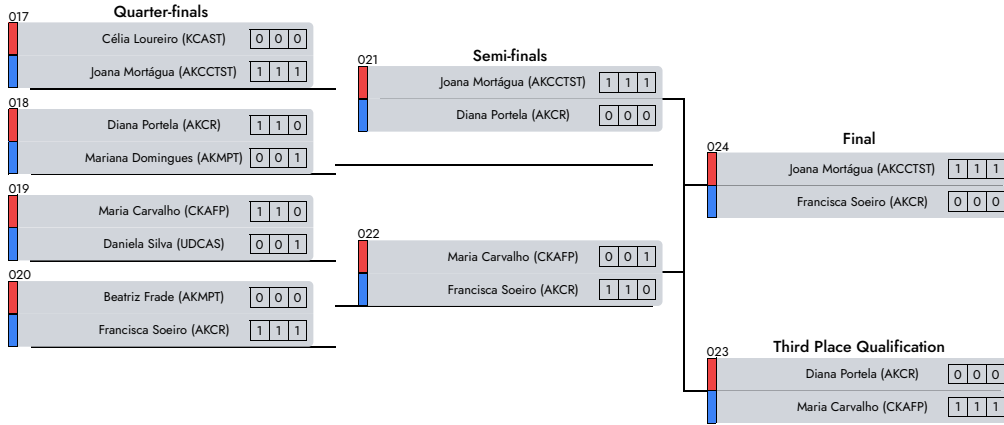 Quarter-finals
017
Célia Loureiro (KCAST) 0 0 0
Joana Mortágua (AKCCTST) 1 1 1
018
Diana Portela (AKCR) 1 1 0
Mariana Domingues (AKMPT) 0 0 1
019
Maria Carvalho (CKAFP) 1 1 0
Daniela Silva (UDCAS) 0 0 1
020
Beatriz Frade (AKMPT) 0 0 0
Francisca Soeiro (AKCR) 1 1 1
Semi-finals
021
Joana Mortágua (AKCCTST) 1 1 1
Diana Portela (AKCR) 0 0 0
022
Maria Carvalho (CKAFP) 0 0 1
Francisca Soeiro (AKCR) 1 1 0
Final
024
Joana Mortágua (AKCCTST) 1 1 1
Francisca Soeiro (AKCR) 0 0 0
Third Place Qualification
023
Diana Portela (AKCR) 0 0 0
Maria Carvalho (CKAFP) 1 1 1